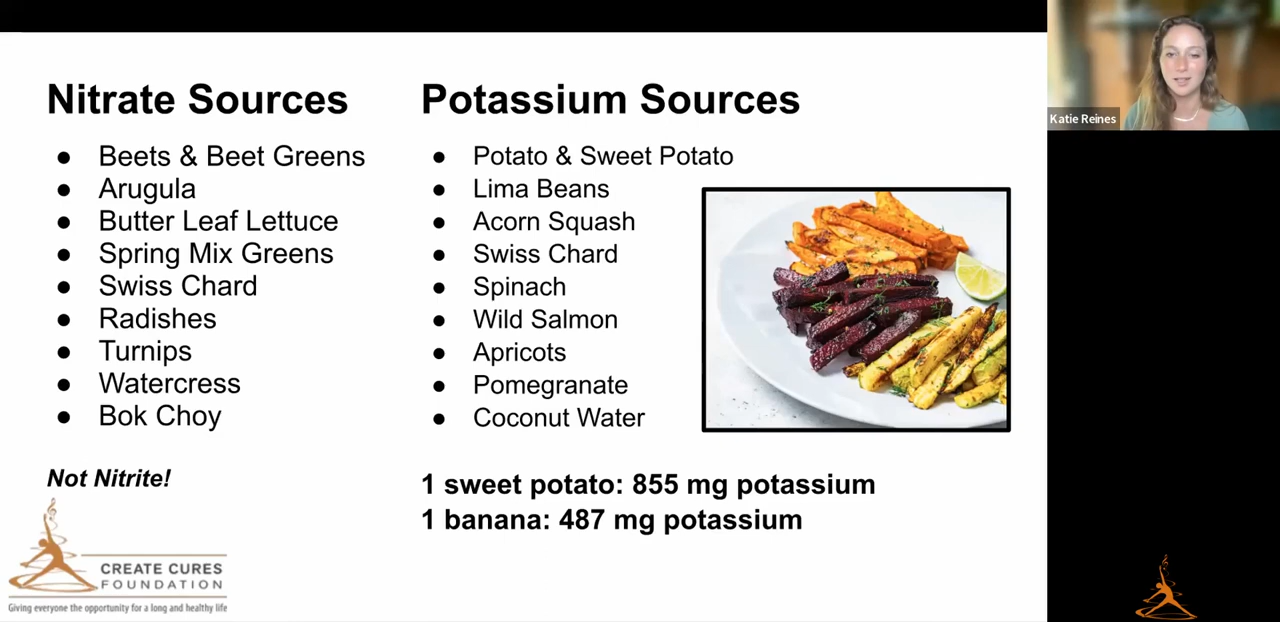 Nitrate Sources
● Beets & Beet Greens
● Arugula
● Butter Leaf Lettuce
● Spring Mix Greens
● Swiss Chard
● Radishes
● Turnips
● Watercress
● Bok Choy
Not Nitrite!
Potassium Sources
● Potato & Sweet Potato
● Lima Beans
● Acorn Squash
● Swiss Chard
● Spinach
● Wild Salmon
● Apricots
● Pomegranate
● Coconut Water
1 sweet potato: 855 mg potassium
1 banana: 487 mg potassium
CREATE CURES
FOUNDATION
Giving everyone the opportunity for a long and healthy life
Katie Reines